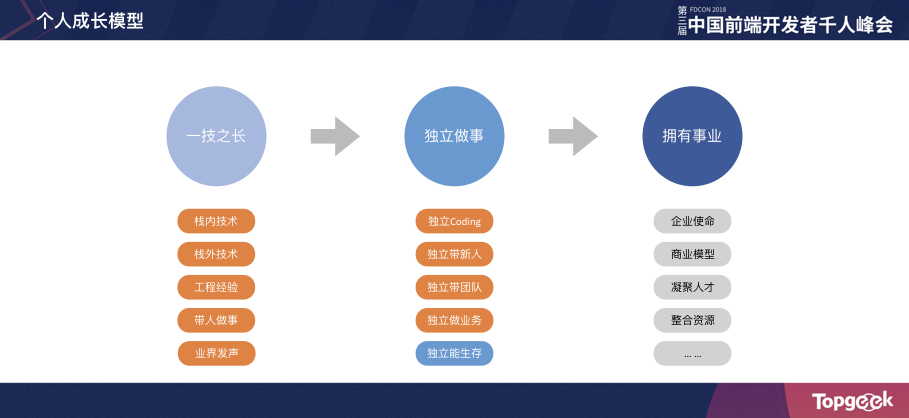 个人成长模型
第三届
FDCON 2018
中国前端开发者千人峰会
一技之长
独立做事
拥有事业
栈内技术
独立Coding
企业使命
栈外技术
独立带新人
商业模型
工程经验
独立带团队
凝聚人才
带人做事
独立做业务
整合资源
业界发声
独立能生存
... ...
Topgeek